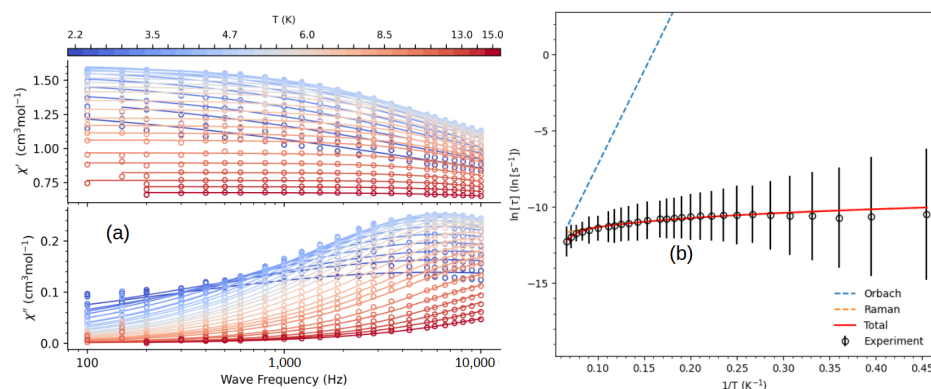 T (K)
2.2 3.5 4.7 6.0 8.5 13.0 15.0
χ′ (cm³mol⁻¹)
1.50
1.25
1.00
0.75
(a)
χ″ (cm³mol⁻¹)
0.2
0.1
0.0
100 1,000 10,000
Wave Frequency (Hz)
ln[τ] (ln[s⁻¹])
0
−5
−10
−15
(b)
Orbach
Raman
Total
Experiment
0.10 0.15 0.20 0.25 0.30 0.35 0.40 0.45
1/T (K⁻¹)